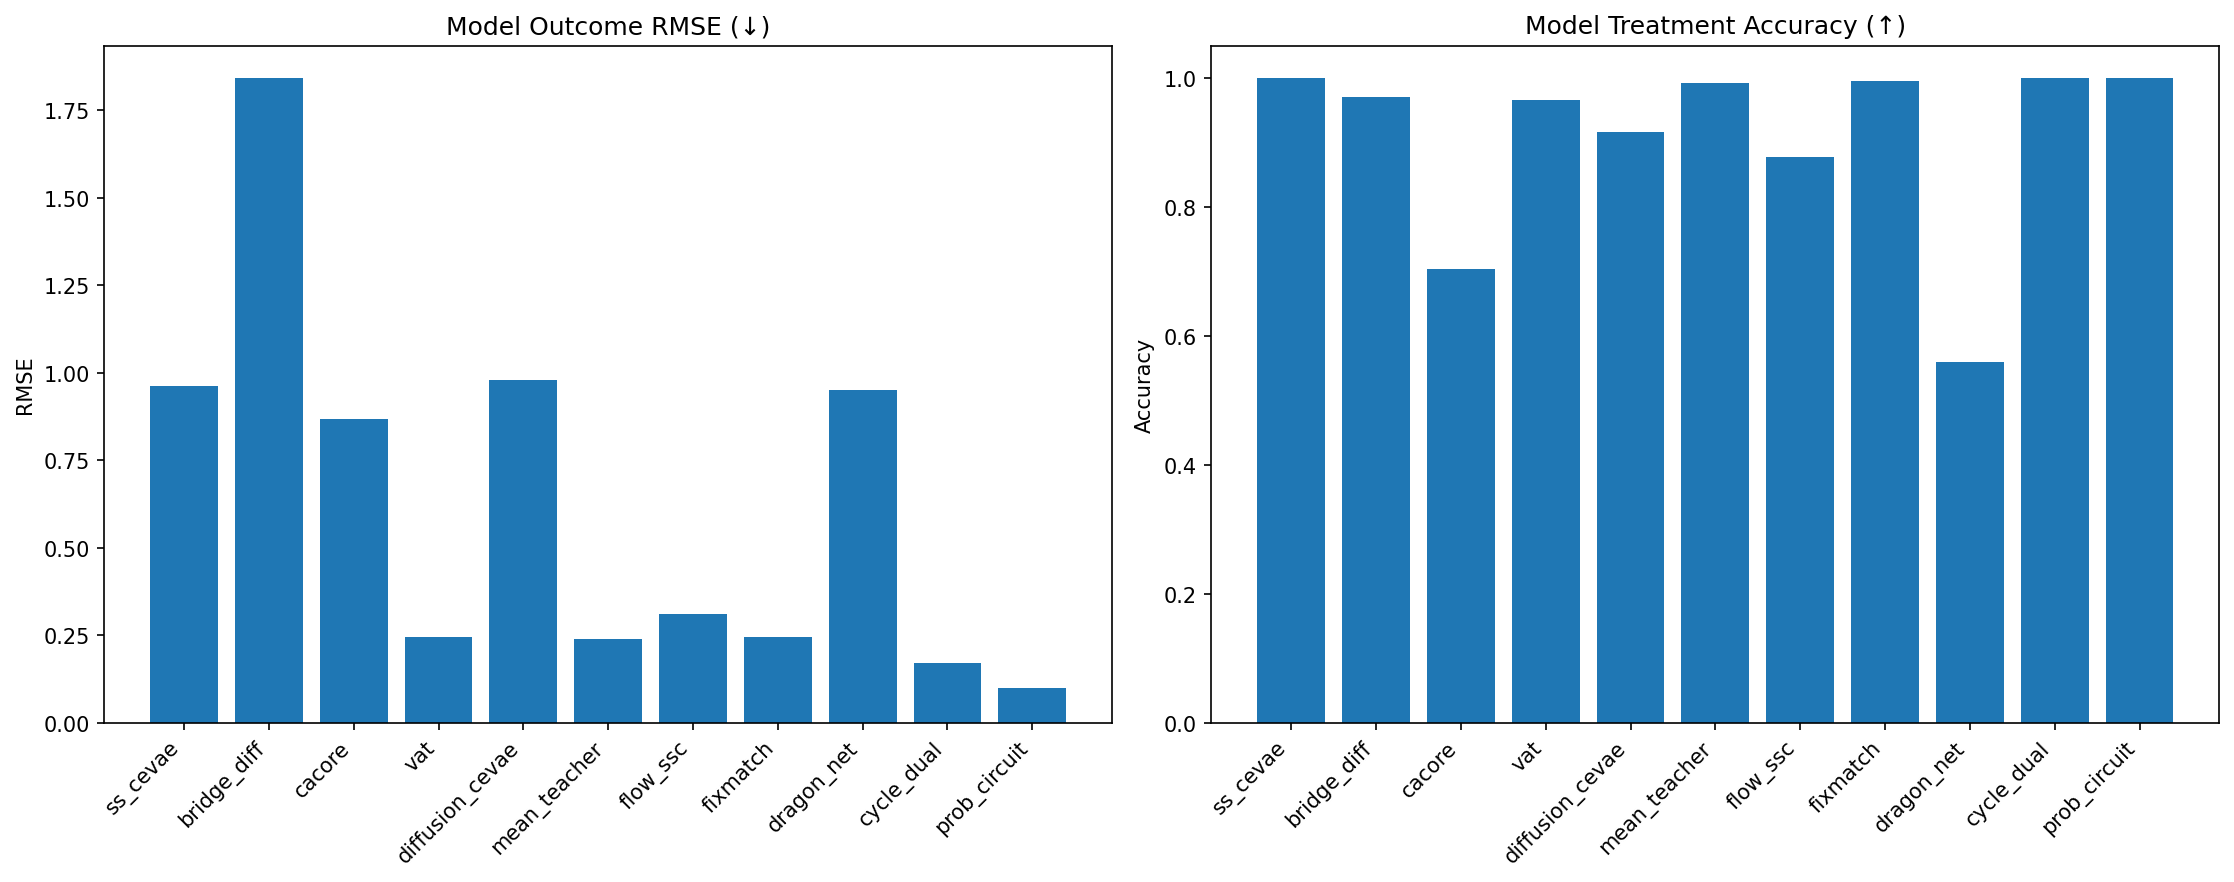 Model Outcome RMSE (↓)
RMSE
1.75
1.50
1.25
1.00
0.75
0.50
0.25
0.00
ss_cevae
bridge_diff
cacore
vat
diffusion_cevae
mean_teacher
flow_ssc
fixmatch
dragon_net
cycle_dual
prob_circuit
Model Treatment Accuracy (↑)
Accuracy
1.0
0.8
0.6
0.4
0.2
0.0
ss_cevae
bridge_diff
cacore
vat
diffusion_cevae
mean_teacher
flow_ssc
fixmatch
dragon_net
cycle_dual
prob_circuit